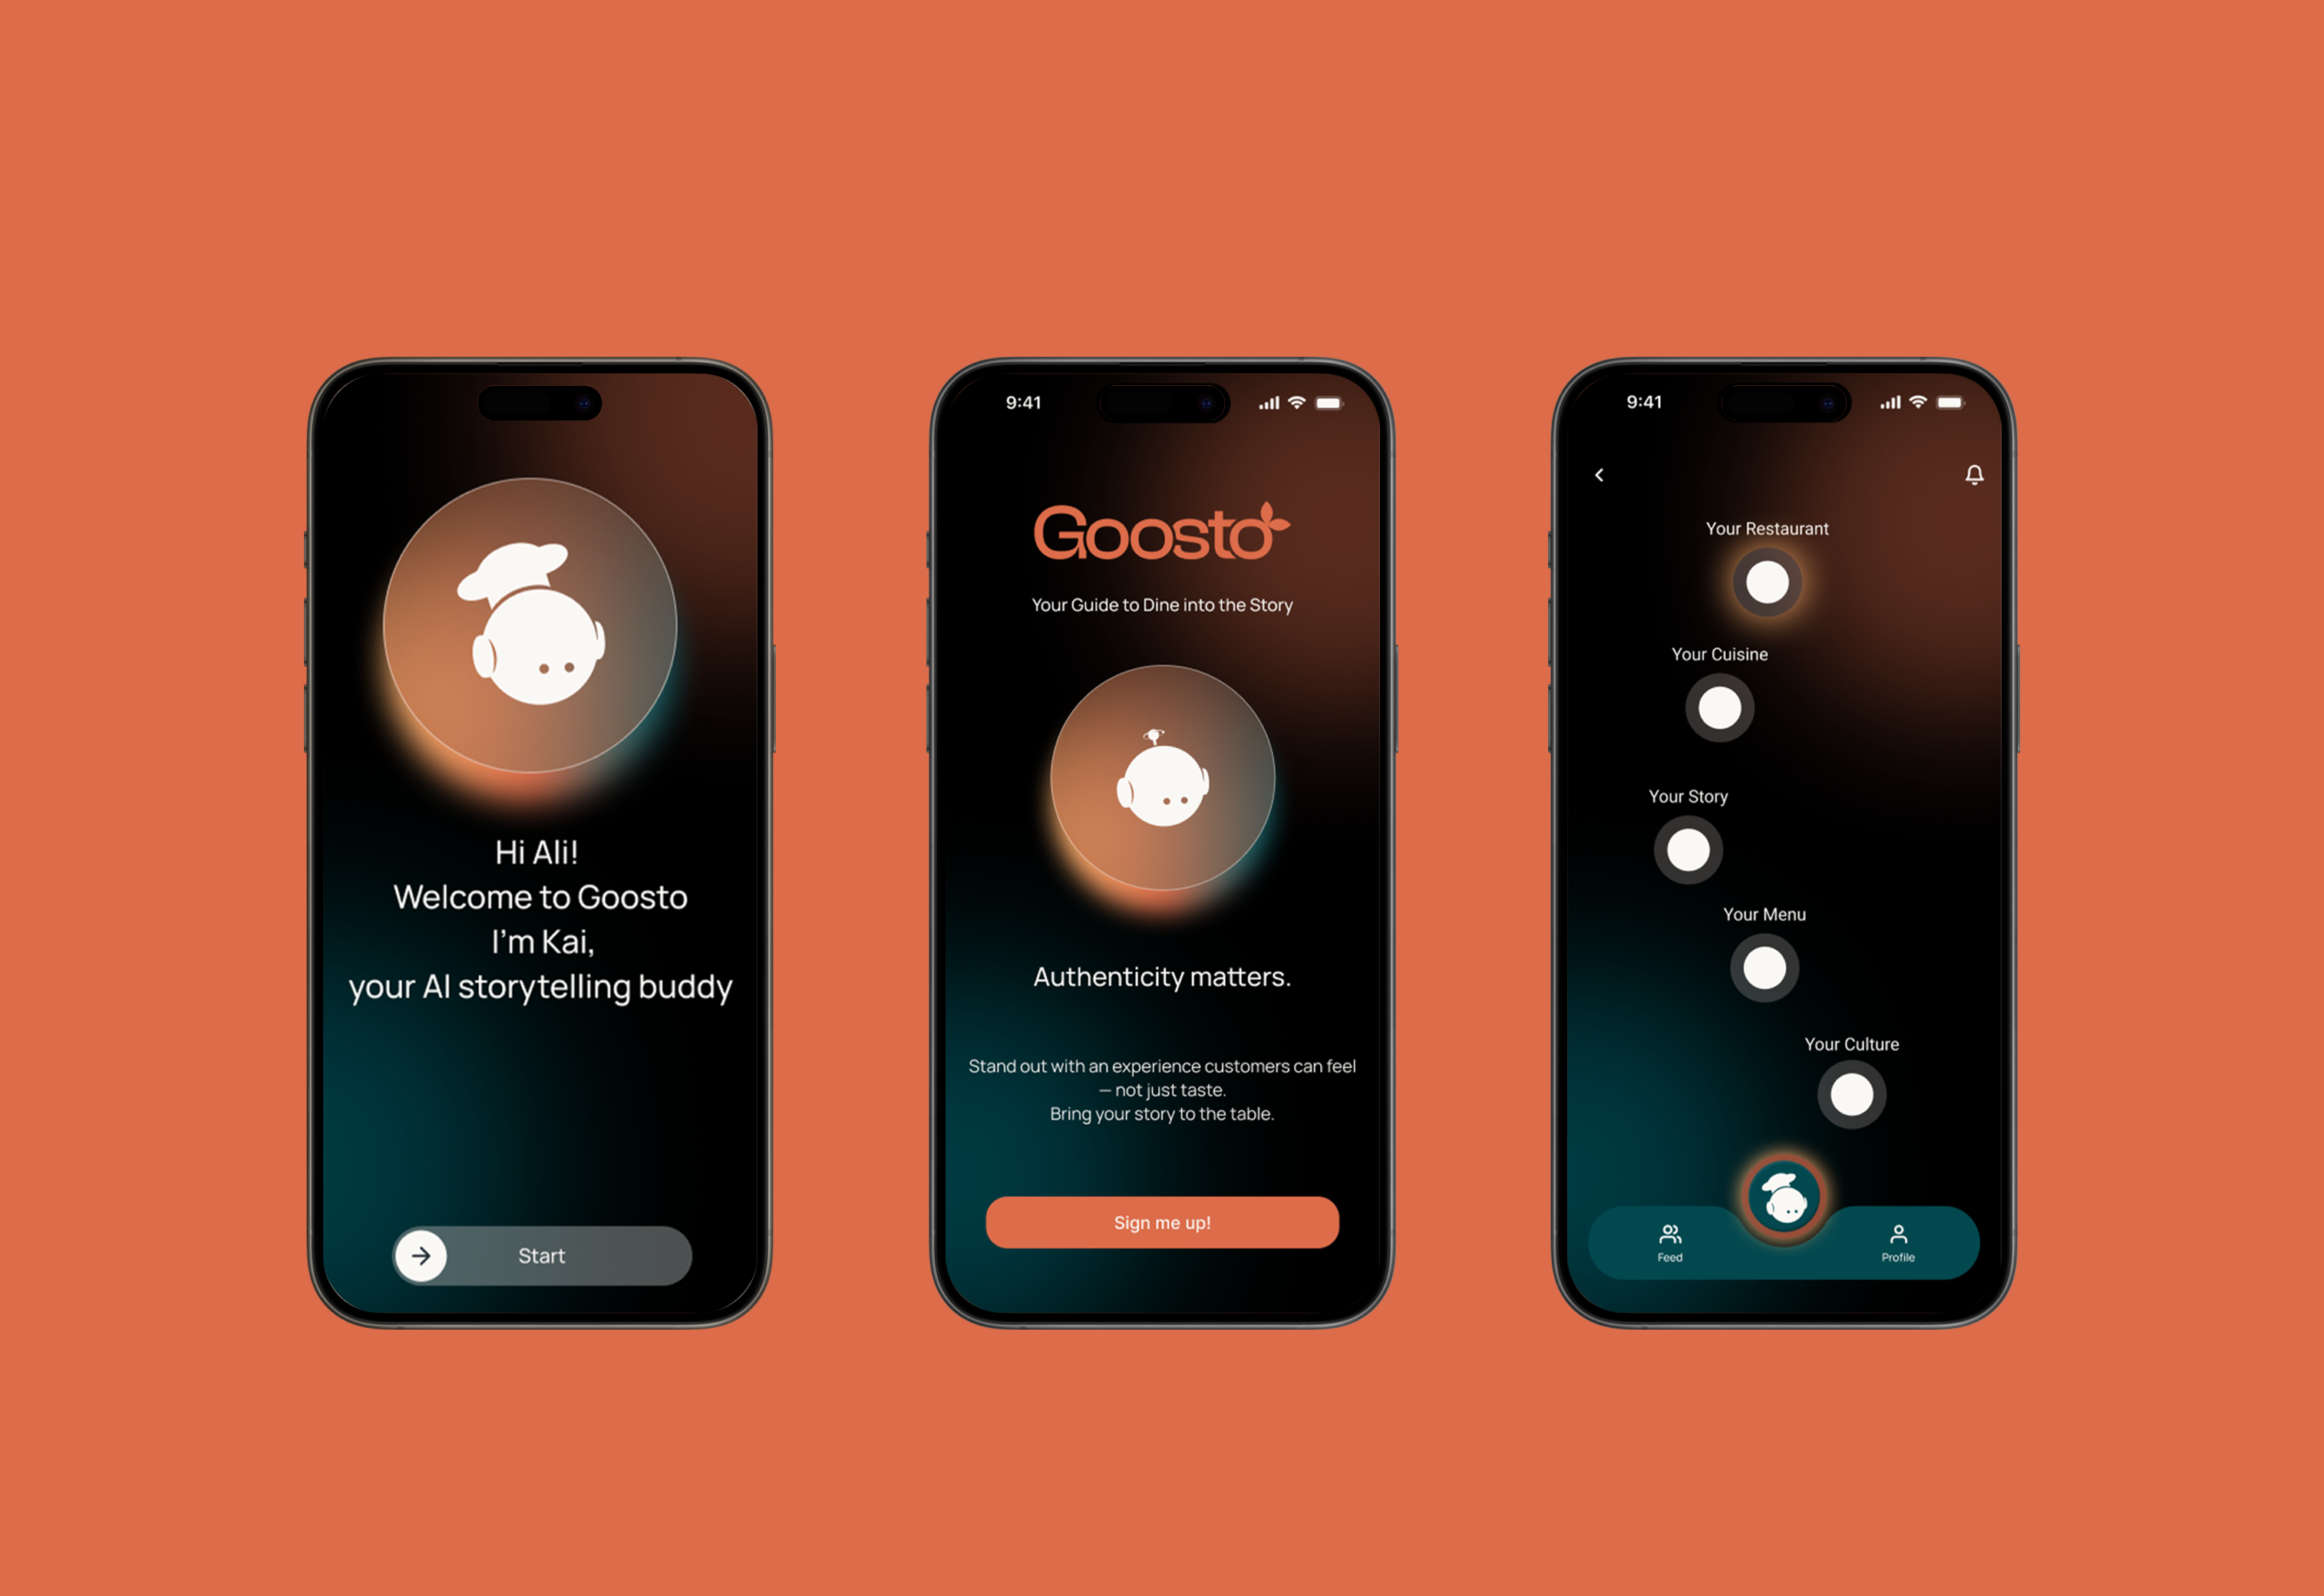 Hi Ali!
Welcome to Goosto
I'm Kai,
your AI storytelling buddy
Start
9:41
Goosto
Your Guide to Dine into the Story
Authenticity matters.
Stand out with an experience customers can feel
— not just taste.
Bring your story to the table.
Sign me up!
9:41
Your Restaurant
Your Cuisine
Your Story
Your Menu
Your Culture
Feed
Profile